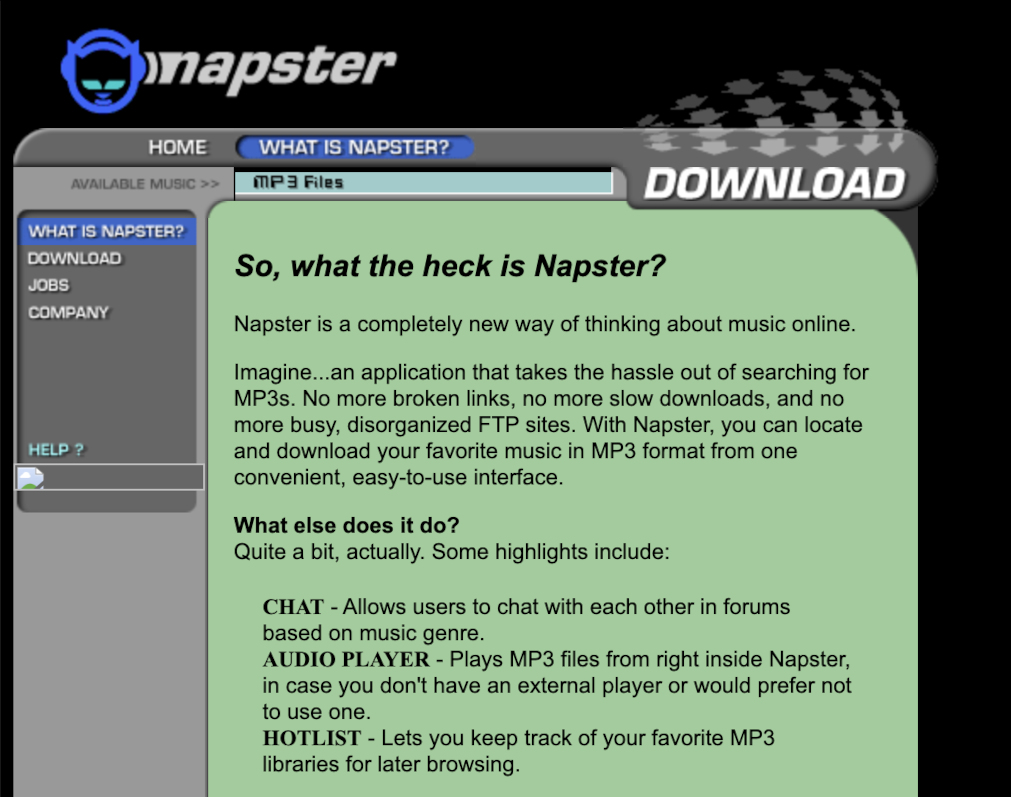 napster
HOME
WHAT IS NAPSTER?
AVAILABLE MUSIC >>
MP3 Files
DOWNLOAD
WHAT IS NAPSTER?
DOWNLOAD
JOBS
COMPANY
HELP ?
So, what the heck is Napster?
Napster is a completely new way of thinking about music online.
Imagine...an application that takes the hassle out of searching for
MP3s. No more broken links, no more slow downloads, and no
more busy, disorganized FTP sites. With Napster, you can locate
and download your favorite music in MP3 format from one
convenient, easy-to-use interface.
What else does it do?
Quite a bit, actually. Some highlights include:
CHAT - Allows users to chat with each other in forums
based on music genre.
AUDIO PLAYER - Plays MP3 files from right inside Napster,
in case you don't have an external player or would prefer not
to use one.
HOTLIST - Lets you keep track of your favorite MP3
libraries for later browsing.